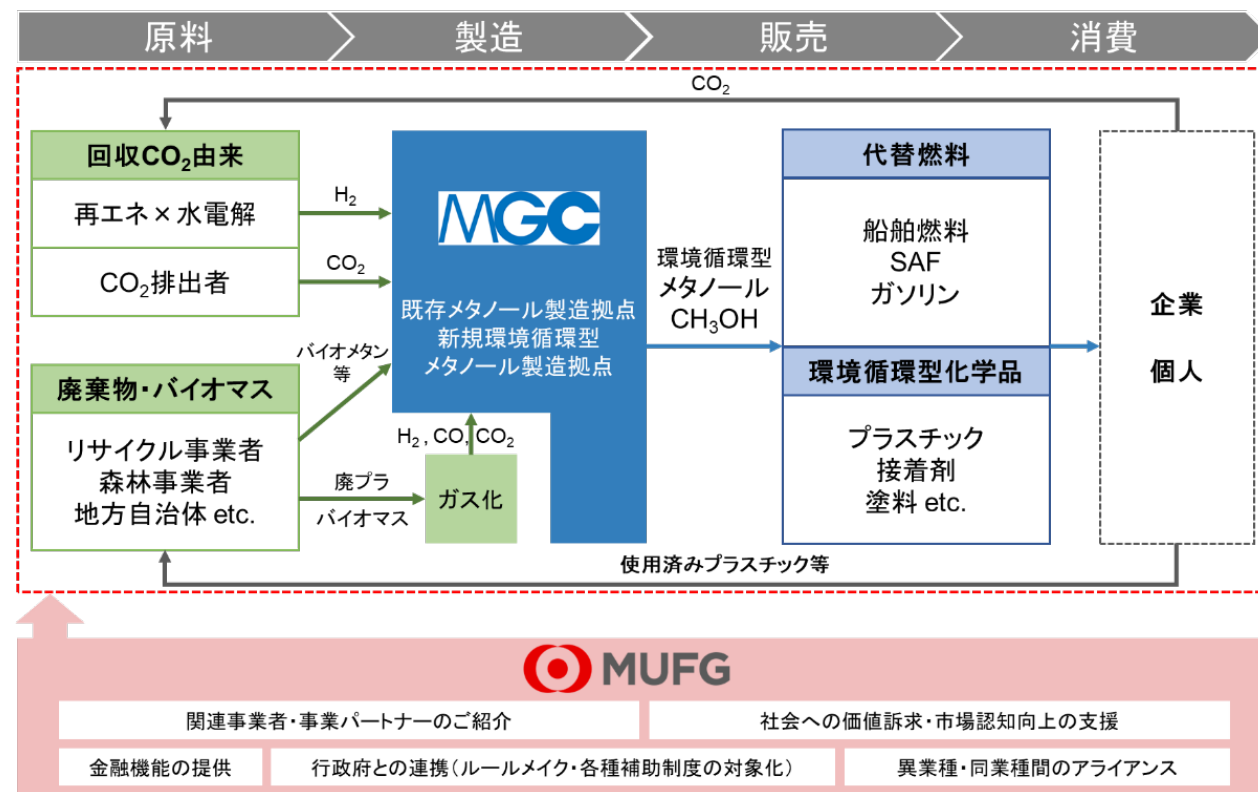 原料
製造
販売
消費
CO₂
回収CO₂由来
再エネ×水電解
CO₂排出者
H₂
CO₂
MGC
既存メタノール製造拠点
新規環境循環型
メタノール製造拠点
環境循環型
メタノール
CH₃OH
代替燃料
船舶燃料
SAF
ガソリン
企業
個人
バイオメタン
等
廃棄物・バイオマス
リサイクル事業者
森林事業者
地方自治体 etc.
H₂ , CO, CO₂
廃プラ
バイオマス
ガス化
環境循環型化学品
プラスチック
接着剤
塗料 etc.
使用済みプラスチック等
MUFG
関連事業者・事業パートナーのご紹介
社会への価値訴求・市場認知向上の支援
金融機能の提供
行政府との連携（ルールメイク・各種補助制度の対象化）
異業種・同業種間のアライアンス